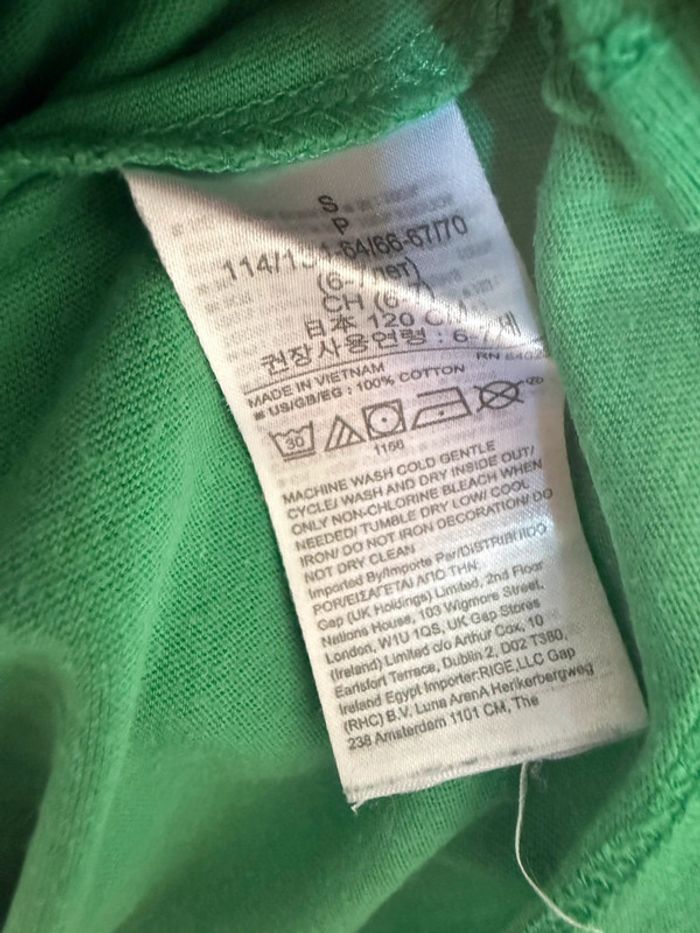 S
P
114/1 -64/66-67/70
(6-7
CH (6-7)
日本 120 CM
권장사용연령 : 6-7세
RN 
MADE IN VIETNAM
US/GB/EG : 100% COTTON
30
1156
MACHINE WASH COLD GENTLE
CYCLE/ WASH AND DRY INSIDE OUT/
ONLY NON-CHLORINE BLEACH WHEN
NEEDED/ TUMBLE DRY LOW/ COOL
IRON/ DO NOT IRON DECORATION/ DO
NOT DRY CLEAN
Imported By/Importe Par/DISTRIBUIDO
POR/ΕΙΣΑΓΕΤΑΙ ΑΠΟ ΤΗΝ:
Gap (UK Holdings) Limited, 2nd Floor
Nations House, 103 Wigmore Street,
London, W1U 1QS, UK Gap Stores
(Ireland) Limited c/o Arthur Cox, 10
Earlsfort Terrace, Dublin 2, D02 T380,
Ireland Egypt Importer:RIGE,LLC Gap
(RHC) B.V. Luna ArenA Herikerbergweg
238 Amsterdam 1101 CM, The